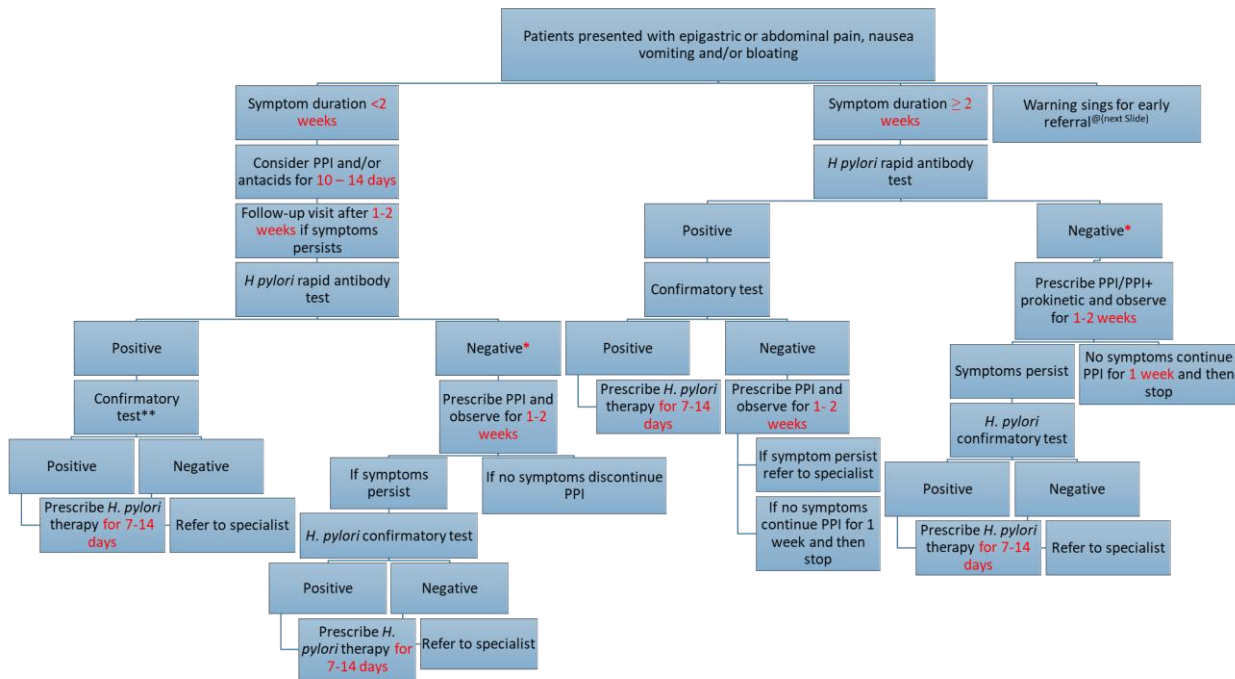 Patients presented with epigastric or abdominal pain, nausea
vomiting and/or bloating
Symptom duration <2
weeks
Consider PPI and/or
antacids for 10 – 14 days
Follow-up visit after 1-2
weeks if symptoms
persists
H pylori rapid antibody
test
Positive
Confirmatory
test**
Positive
Prescribe H. pylori
therapy for 7-14
days
Negative
Refer to specialist
Negative*
Prescribe PPI and
observe for 1-2
weeks
If symptoms
persist
H. pylori confirmatory test
Positive
Prescribe H.
pylori therapy for
7-14 days
Negative
Refer to specialist
If no symptoms discontinue
PPI
Symptom duration ≥ 2
weeks
H pylori rapid antibody
test
Positive
Confirmatory test
Positive
Prescribe H. pylori
therapy for 7-14
days
Negative
Prescribe PPI and
observe for 1- 2
weeks
If symptom persist
refer to specialist
If no symptoms
continue PPI for 1
week and then
stop
Negative*
Prescribe PPI/PPI+
prokinetic and observe
for 1-2 weeks
Symptoms persist
H. pylori
confirmatory test
Positive
Prescribe H. pylori
therapy for 7-14
days
Negative
Refer to specialist
No symptoms continue
PPI for 1 week and then
stop
Warning sings for early
referral@(next Slide)